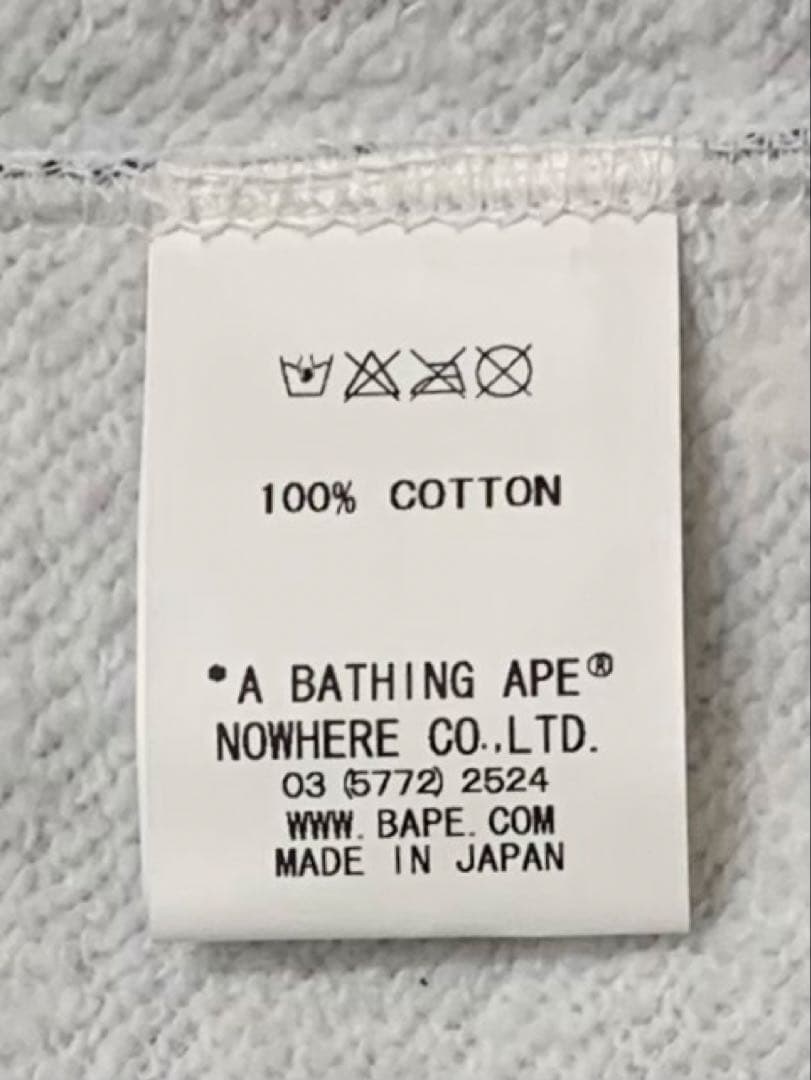 100% COTTON
•A BATHING APE®
NOWHERE CO.,LTD.
03 (5772) 2524
WWW. BAPE. COM
MADE IN JAPAN